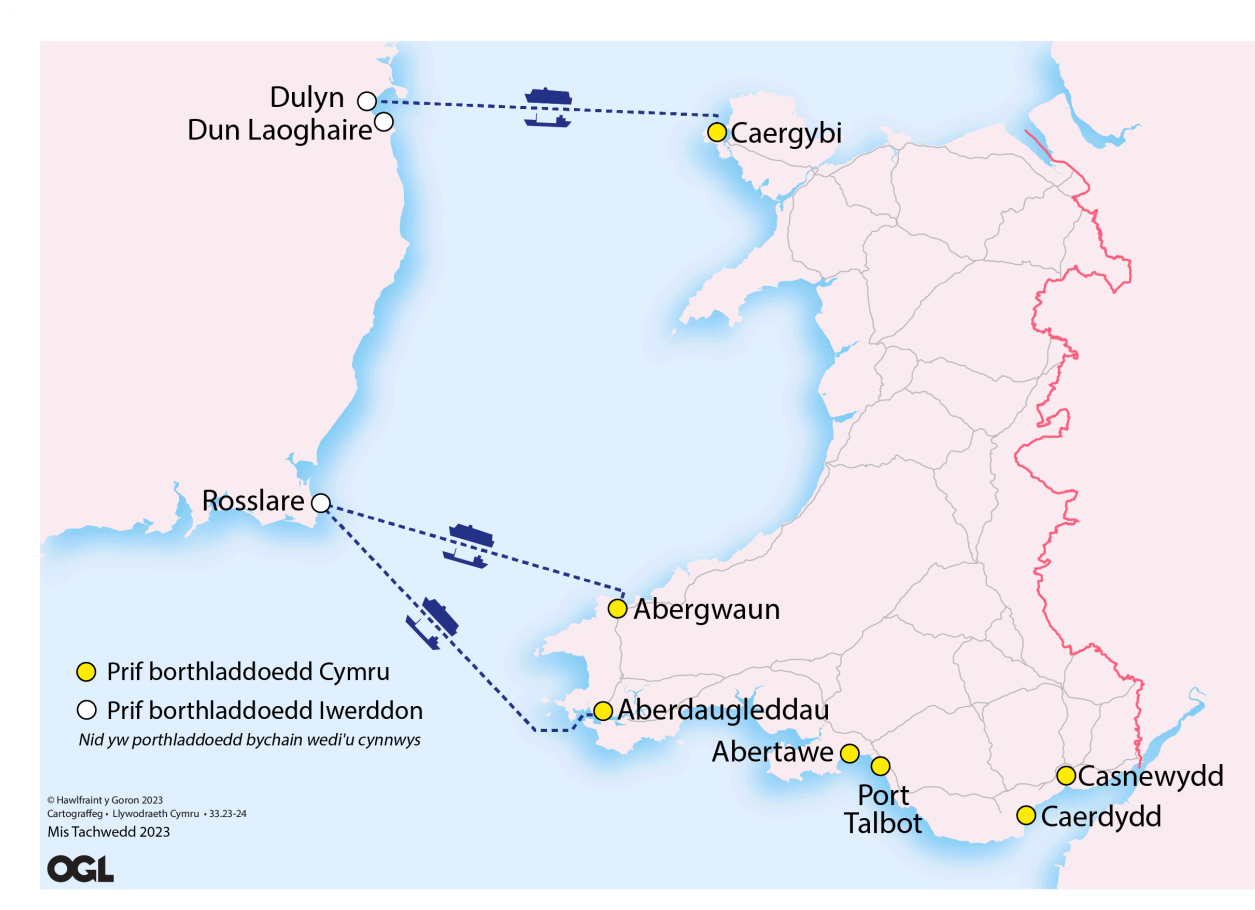 Dulyn
Dun Laoghaire
Caergybi
Rosslare
Abergwaun
Prif borthladdoedd Cymru
Prif borthladdoedd Iwerddon
Nid yw porthladdoedd bychain wedi'u cynnwys
Aberdaugleddau
Abertawe
Port
Talbot
Casnewydd
Caerdydd
© Hawlfraint y Goron 2023
Cartograffeg • Llywodraeth Cymru • 33.23-24
Mis Tachwedd 2023
OGL